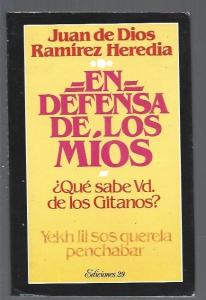 Juan de Dios
Ramírez Heredia
EN
DEFENSA
DE LOS
MIOS
¿Qué sabe Vd.
de los Gitanos?
Yekh lil sos querela
penchabar
Ediciones 29